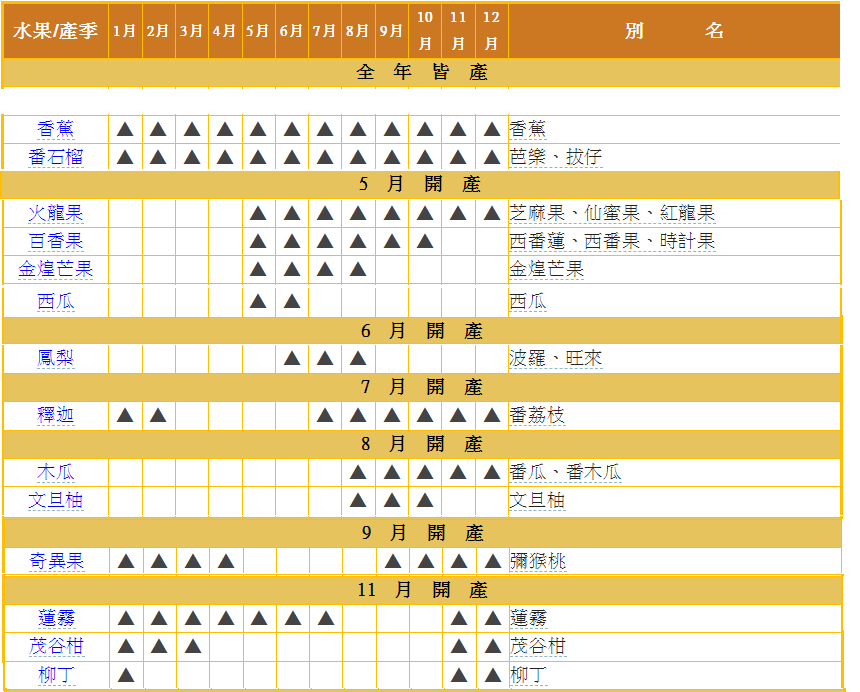 水果/產季 1月 2月 3月 4月 5月 6月 7月 8月 9月 10月 11月 12月 別 名
全 年 皆 產
香蕉 ▲ ▲ ▲ ▲ ▲ ▲ ▲ ▲ ▲ ▲ ▲ ▲ 香蕉
番石榴 ▲ ▲ ▲ ▲ ▲ ▲ ▲ ▲ ▲ ▲ ▲ ▲ 芭樂、拔仔
5 月 開 產
火龍果 ▲ ▲ ▲ ▲ ▲ ▲ ▲ ▲ 芝麻果、仙蜜果、紅龍果
百香果 ▲ ▲ ▲ ▲ ▲ ▲ 西番蓮、西番果、時計果
金煌芒果 ▲ ▲ ▲ ▲ 金煌芒果
西瓜 ▲ ▲ 西瓜
6 月 開 產
鳳梨 ▲ ▲ ▲ 波羅、旺來
7 月 開 產
釋迦 ▲ ▲ ▲ ▲ ▲ ▲ ▲ ▲ 番荔枝
8 月 開 產
木瓜 ▲ ▲ ▲ ▲ ▲ 番瓜、番木瓜
文旦柚 ▲ ▲ ▲ 文旦柚
9 月 開 產
奇異果 ▲ ▲ ▲ ▲ ▲ ▲ ▲ ▲ 彌猴桃
11 月 開 產
蓮霧 ▲ ▲ ▲ ▲ ▲ ▲ ▲ ▲ ▲ 蓮霧
茂谷柑 ▲ ▲ ▲ ▲ ▲ 茂谷柑
柳丁 ▲ ▲ ▲ 柳丁